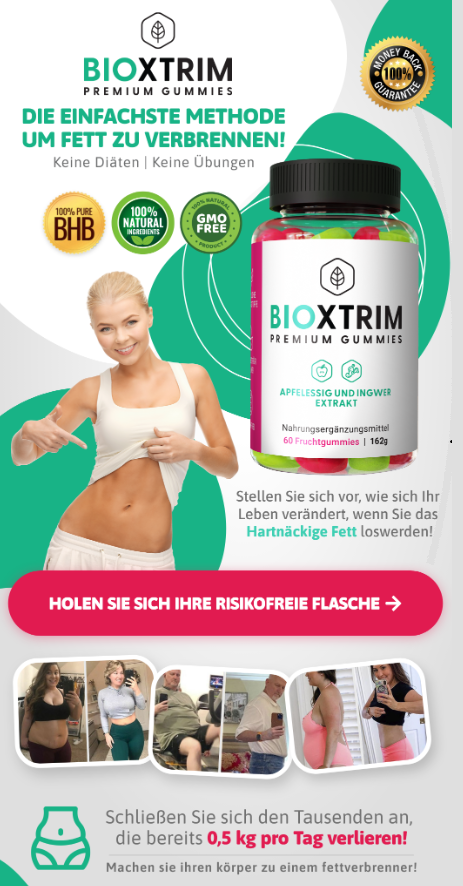 BIOXTRIM
PREMIUM GUMMIES
MONEY BACK
100%
GUARANTEE
DIE EINFACHSTE METHODE
UM FETT ZU VERBRENNEN!
Keine Diäten | Keine Übungen
100% PURE
BHB
100%
NATURAL
INGREDIENTS
100% NATURAL
GMO
FREE
PRODUCT
BIOXTRIM
PREMIUM GUMMIES
APFELESSIG UND INGWER
EXTRAKT
Nahrungsergänzungsmittel
60 Fruchtgummies | 162g
Stellen Sie sich vor, wie sich Ihr
Leben verändert, wenn Sie das
Hartnäckige Fett loswerden!
HOLEN SIE SICH IHRE RISIKOFREIE FLASCHE →
Schließen Sie sich den Tausenden an,
die bereits 0,5 kg pro Tag verlieren!
Machen sie ihren körper zu einem fettverbrenner!